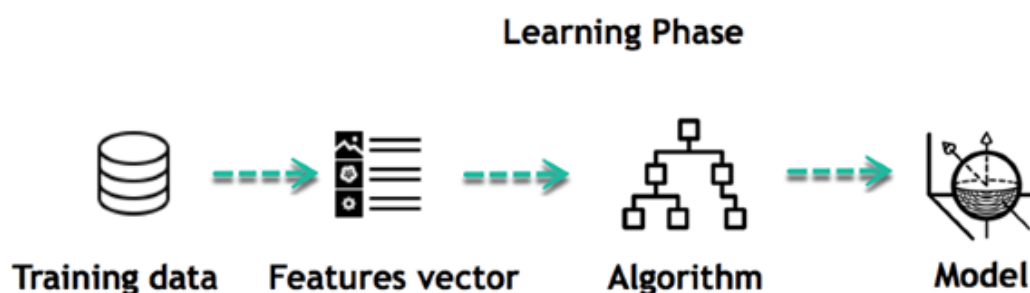 Learning Phase
Training data
Features vector
Algorithm
Model